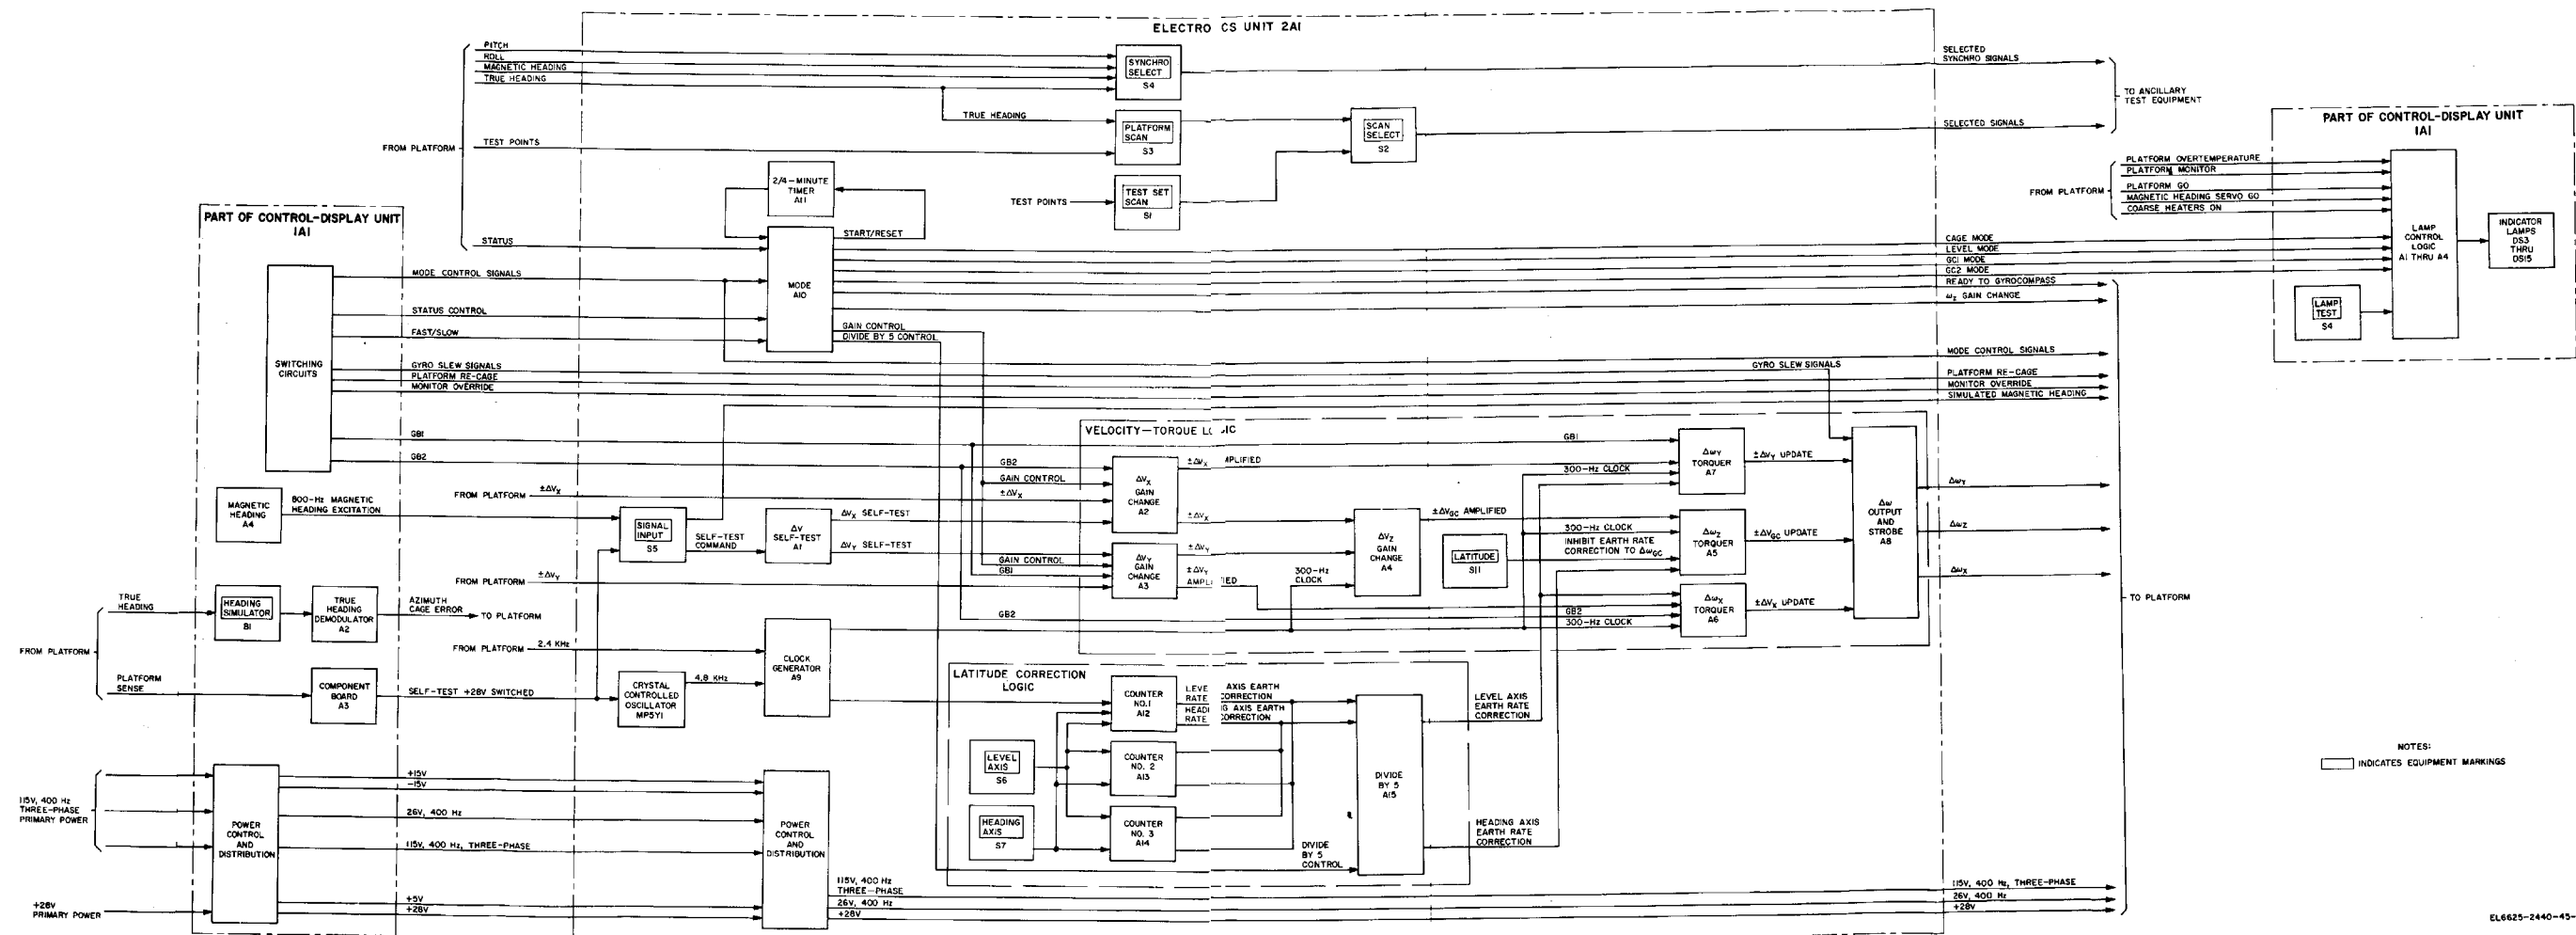 ELECTRO CS UNIT 2A1
PITCH
ROLL
MAGNETIC HEADING
TRUE HEADING
FROM PLATFORM
TEST POINTS
STATUS
SYNCHRO
SELECT
S4
TRUE HEADING
PLATFORM
SCAN
S3
TEST POINTS
TEST SET
SCAN
S1
SCAN
SELECT
S2
SELECTED
SYNCHRO SIGNALS
SELECTED SIGNALS
TO ANCILLARY
TEST EQUIPMENT
2/4-MINUTE
TIMER
A11
START/RESET
MODE
A10
GAIN CONTROL
DIVIDE BY 5 CONTROL
PART OF CONTROL-DISPLAY UNIT
1A1
SWITCHING
CIRCUITS
MODE CONTROL SIGNALS
STATUS CONTROL
FAST/SLOW
GYRO SLEW SIGNALS
PLATFORM RE-CAGE
MONITOR OVERRIDE
GB1
GB2
CAGE MODE
LEVEL MODE
GC1 MODE
GC2 MODE
READY TO GYROCOMPASS
ωZ GAIN CHANGE
MODE CONTROL SIGNALS
GYRO SLEW SIGNALS
PLATFORM RE-CAGE
MONITOR OVERRIDE
SIMULATED MAGNETIC HEADING
PART OF CONTROL-DISPLAY UNIT
1A1
FROM PLATFORM
PLATFORM OVERTEMPERATURE
PLATFORM MONITOR
PLATFORM GO
MAGNETIC HEADING SERVO GO
COARSE HEATERS ON
LAMP
CONTROL
LOGIC
A1 THRU A4
INDICATOR
LAMPS
DS3
THRU
DS15
LAMP
TEST
S4
MAGNETIC
HEADING
A4
800-Hz MAGNETIC
HEADING EXCITATION
FROM PLATFORM
±ΔVX
SIGNAL
INPUT
S5
SELF-TEST
COMMAND
ΔV
SELF-TEST
A1
ΔVX SELF-TEST
ΔVY SELF-TEST
FROM PLATFORM
±ΔVY
VELOCITY-TORQUE LOGIC
GB2
GAIN CONTROL
±ΔVX
ΔVX
GAIN
CHANGE
A2
±ΔVX AMPLIFIED
±ΔVX
GAIN CONTROL
GB1
ΔVY
GAIN
CHANGE
A3
±ΔVY
±ΔVY
AMPLIFIED
300-Hz
CLOCK
ΔVZ
GAIN
CHANGE
A4
±ΔVGC AMPLIFIED
LATITUDE
S11
GB1
300-Hz CLOCK
300-Hz CLOCK
INHIBIT EARTH RATE
CORRECTION TO ΔωGC
GB2
GB2
300-Hz CLOCK
ΔωY
TORQUER
A7
±ΔVY UPDATE
ΔωZ
TORQUER
A5
±ΔVGC UPDATE
ΔωX
TORQUER
A6
±ΔVX UPDATE
Δω
OUTPUT
AND
STROBE
A8
ΔωY
ΔωZ
ΔωX
TO PLATFORM
FROM PLATFORM
TRUE
HEADING
HEADING
SIMULATOR
B1
TRUE
HEADING
DEMODULATOR
A2
AZIMUTH
CAGE ERROR
TO PLATFORM
PLATFORM
SENSE
COMPONENT
BOARD
A3
SELF-TEST +28V SWITCHED
FROM PLATFORM
2.4 KHz
CRYSTAL
CONTROLLED
OSCILLATOR
MP5Y1
4.8 KHz
CLOCK
GENERATOR
A9
LATITUDE CORRECTION
LOGIC
LEVEL
AXIS
S6
HEADING
AXIS
S7
COUNTER
NO.1
A12
COUNTER
NO. 2
A13
COUNTER
NO. 3
A14
LEVE AXIS EARTH
RATE CORRECTION
HEADING AXIS EARTH
RATE CORRECTION
DIVIDE
BY 5
CONTROL
DIVIDE
BY 5
A15
LEVEL AXIS
EARTH RATE
CORRECTION
HEADING AXIS
EARTH RATE
CORRECTION
115V, 400 Hz
THREE-PHASE
PRIMARY POWER
+28V
PRIMARY POWER
POWER
CONTROL
AND
DISTRIBUTION
+15V
-15V
26V, 400 Hz
115V, 400 Hz, THREE-PHASE
+5V
+28V
POWER
CONTROL
AND
DISTRIBUTION
115V, 400 Hz
THREE-PHASE
26V, 400 Hz
+28V
115V, 400 Hz, THREE-PHASE
26V, 400 Hz
+28V
NOTES:
INDICATES EQUIPMENT MARKINGS
EL6625-2440-45-